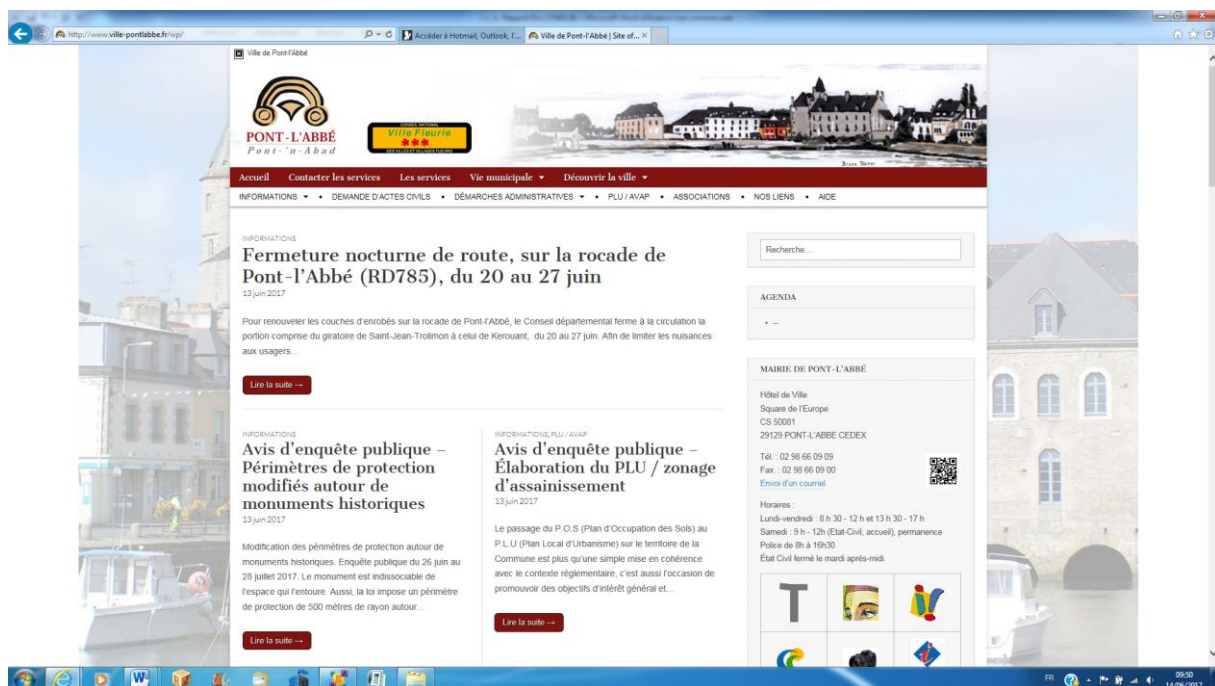 http://www.ville-pontlabbe.fr/wp/
Accéder à Hotmail, Outlook, l'...
Ville de Pont-l'Abbé | Site of...
Ville de Pont-l'Abbé
PONT-L'ABBÉ
Pont-'n-Abad
CONSEIL NATIONAL
Ville Fleurie
DES VILLES ET VILLAGES FLEURIS
Accueil Contacter les services Les services Vie municipale Découvrir la ville
INFORMATIONS • DEMANDE D'ACTES CIVILS • DÉMARCHES ADMINISTRATIVES • PLU / AVAP • ASSOCIATIONS • NOS LIENS • AIDE
INFORMATIONS
Fermeture nocturne de route, sur la rocade de
Pont-l'Abbé (RD785), du 20 au 27 juin
13 juin 2017
Pour renouveler les couches d'enrobés sur la rocade de Pont-l'Abbé, le Conseil départemental ferme à la circulation la
portion comprise du giratoire de Saint-Jean-Trolimon à celui de Kerouant, du 20 au 27 juin. Afin de limiter les nuisances
aux usagers…
Lire la suite →
INFORMATIONS
Avis d'enquête publique –
Périmètres de protection
modifiés autour de
monuments historiques
13 juin 2017
Modification des périmètres de protection autour de
monuments historiques. Enquête publique du 26 juin au
28 juillet 2017. Le monument est indissociable de
l'espace qui l'entoure. Aussi, la loi impose un périmètre
de protection de 500 mètres de rayon autour…
Lire la suite →
INFORMATIONS, PLU / AVAP
Avis d'enquête publique –
Élaboration du PLU / zonage
d'assainissement
13 juin 2017
Le passage du P.O.S (Plan d'Occupation des Sols) au
P.L.U (Plan Local d'Urbanisme) sur le territoire de la
Commune est plus qu'une simple mise en cohérence
avec le contexte réglementaire, c'est aussi l'occasion de
promouvoir des objectifs d'intérêt général et…
Lire la suite →
Recherche…
AGENDA
• --
MAIRIE DE PONT-L'ABBÉ
Hôtel de Ville
Square de l'Europe
CS 50081
29129 PONT-L'ABBE CEDEX
Tél. : 02 98 66 09 09
Fax. : 02 98 66 09 00
Envoi d'un courriel
Horaires :
Lundi-vendredi : 8 h 30 - 12 h et 13 h 30 - 17 h
Samedi : 9 h - 12h (Etat-Civil, accueil), permanence
Police de 8h à 16h30
État Civil fermé le mardi après-midi.
T
FR
09:50
14/06/2017